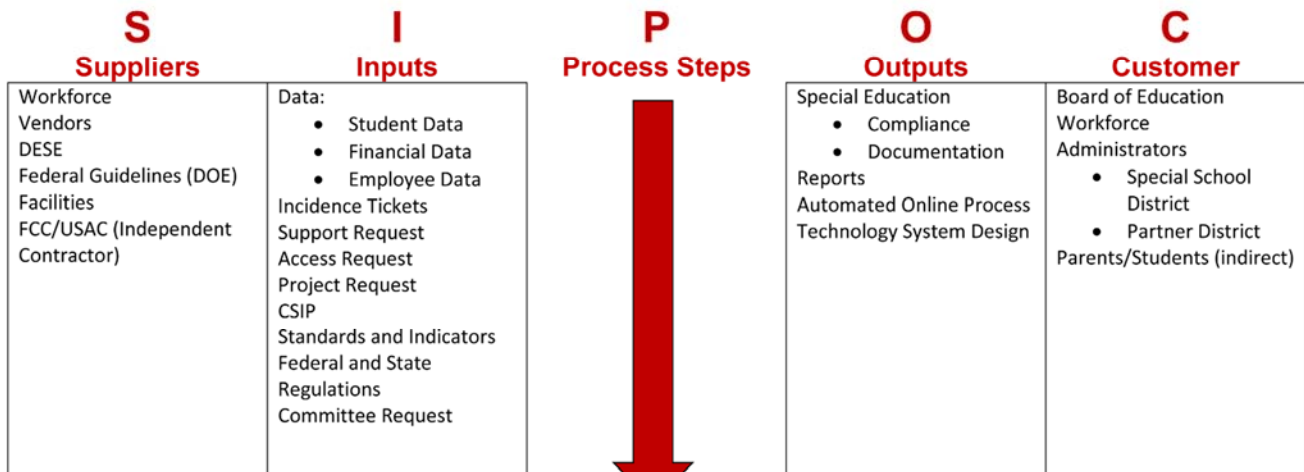 S
Suppliers
Workforce
Vendors
DESE
Federal Guidelines (DOE)
Facilities
FCC/USAC (Independent
Contractor)
I
Inputs
Data:
• Student Data
• Financial Data
• Employee Data
Incidence Tickets
Support Request
Access Request
Project Request
CSIP
Standards and Indicators
Federal and State
Regulations
Committee Request
P
Process Steps
O
Outputs
Special Education
• Compliance
• Documentation
Reports
Automated Online Process
Technology System Design
C
Customer
Board of Education
Workforce
Administrators
• Special School
District
• Partner District
Parents/Students (indirect)